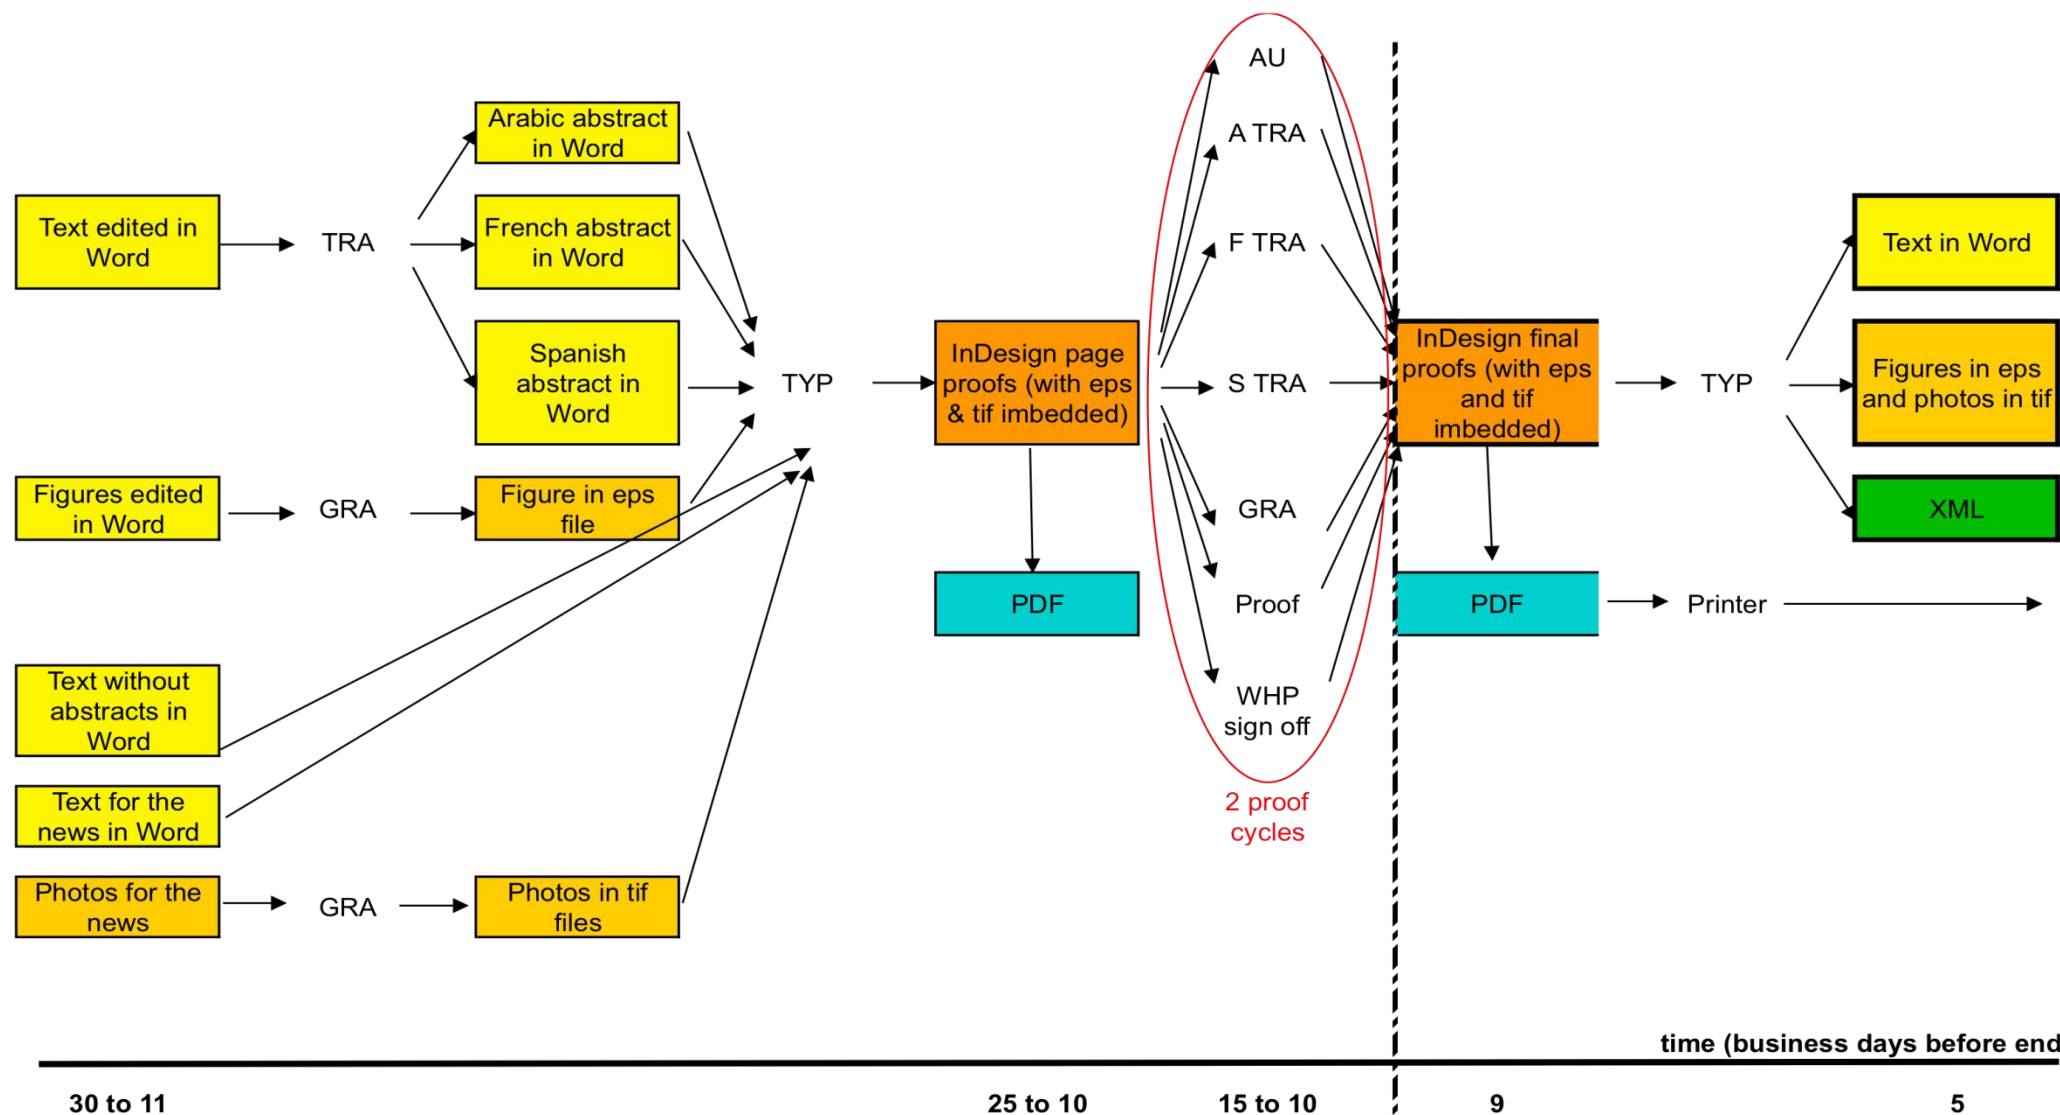 Text edited in
Word
TRA
Arabic abstract
in Word
French abstract
in Word
Spanish
abstract in
Word
Figures edited
in Word
GRA
Figure in eps
file
Text without
abstracts in
Word
Text for the
news in Word
Photos for the
news
GRA
Photos in tif
files
TYP
InDesign page
proofs (with eps
& tif imbedded)
PDF
AU
A TRA
F TRA
S TRA
GRA
Proof
WHP
sign off
2 proof
cycles
InDesign final
proofs (with eps
and tif
imbedded)
PDF
TYP
Printer
Text in Word
Figures in eps
and photos in tif
XML
time (business days before end
30 to 11
25 to 10
15 to 10
9
5